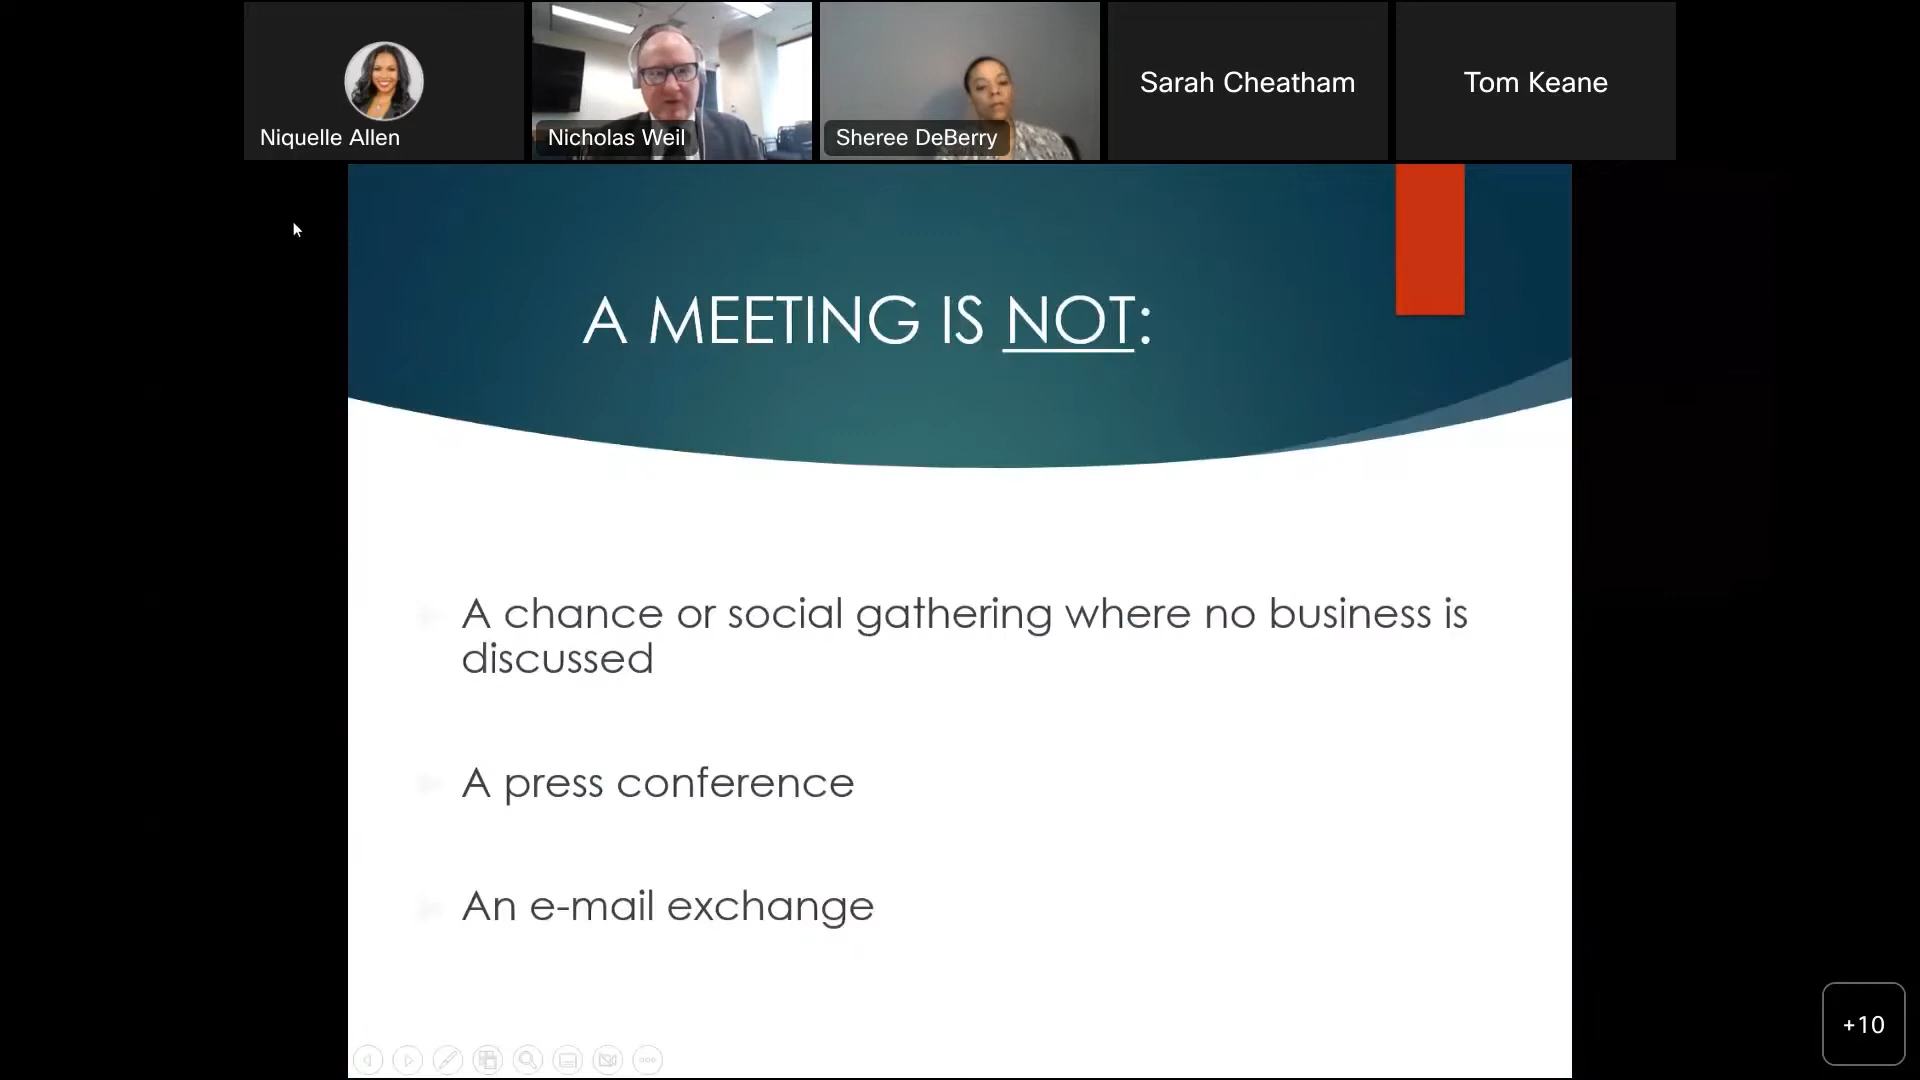 Niquelle Allen
Nicholas Weil
Sheree DeBerry
Sarah Cheatham
Tom Keane
A MEETING IS NOT:
A chance or social gathering where no business is
discussed
A press conference
An e-mail exchange
+10